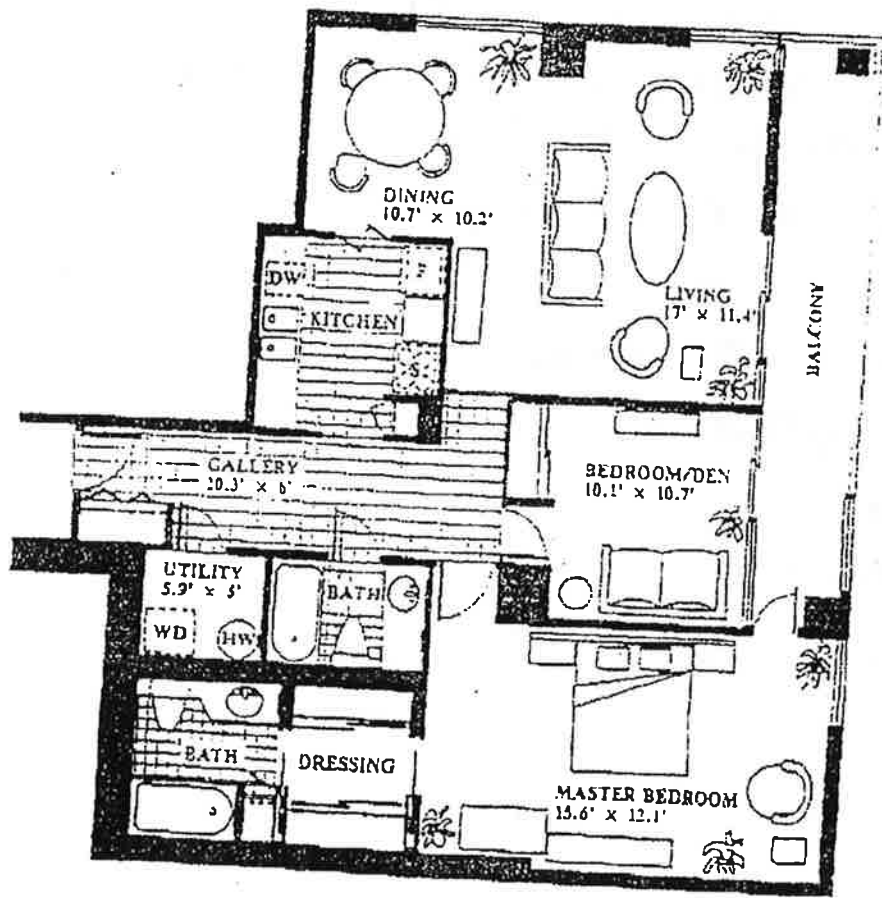 DINING
10.7' × 10.2'
DW
F
KITCHEN
S
LIVING
17' × 11.4'
BALCONY
GALLERY
20.3' × 6'
BEDROOM/DEN
10.1' × 10.7'
UTILITY
5.9' × 5'
BATH
WD
HW
BATH
DRESSING
MASTER BEDROOM
15.6' × 12.1'